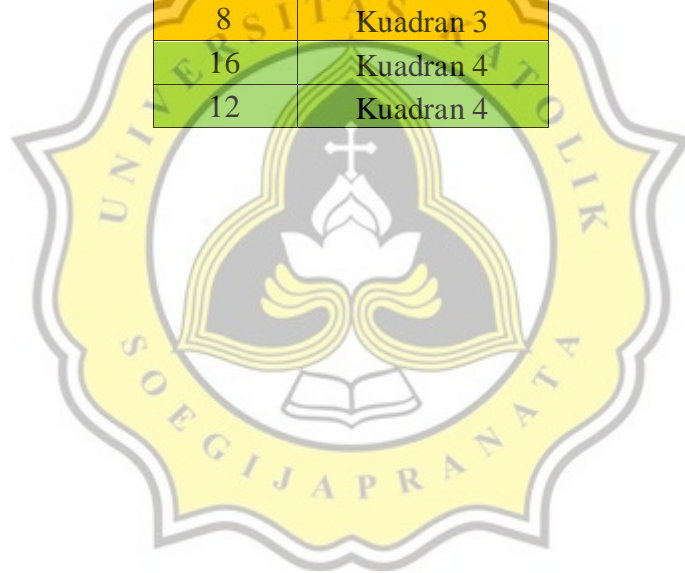 8 Kuadran 3
16 Kuadran 4
12 Kuadran 4
UNIVERSITAS KATOLIK
SOEGIJAPRANATA